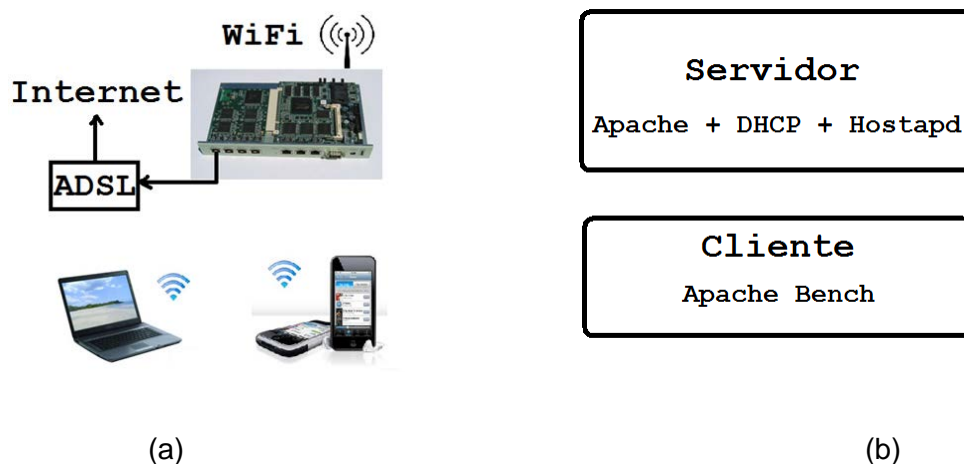 WiFi
Internet
ADSL
(a)
Servidor
Apache + DHCP + Hostapd
Cliente
Apache Bench
(b)